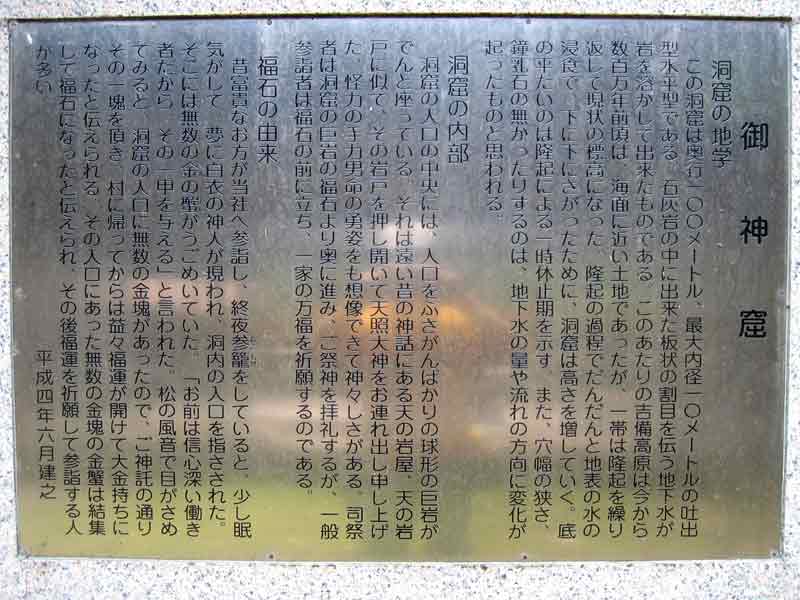 御神窟
洞窟の地学
この洞窟は奥行一〇〇メートル、最大内径一〇メートルの吐出
型水平型である。石灰岩の中に出来た板状の割目を伝う地下水が
岩を溶かして出来たものである。このあたりの吉備高原は今から
数百万年前頃は、海面に近い土地であったが、一帯は隆起を繰り
返して現状の標高になった。隆起の過程でだんだんと地表の水の
浸食で、下に下にさがったために、洞窟は高さを増していく。底
の平たいのは隆起による一時休止期を示す。また、穴幅の狭さ、
鐘乳石の無かったりするのは、地下水の量や流れの方向に変化が
起ったものと思われる。
洞窟の内部
洞窟の入口の中央には、入口をふさがんばかりの球形の巨岩が
でんと座っている。それは遠い昔の神話にある天の岩屋、天の岩
戸に似て、その岩戸を押し開いて天照大神をお連れ出し申し上げ
た、怪力の手力男命の勇姿をも想像できて神々しさがある。司祭
者は洞窟の巨岩の福石より奥に進み、ご祭神を拝礼するが、一般
参詣者は福石の前に立ち、一家の万福を祈願するのである。
福石の由来
昔富貴なお方が当社へ参詣し、終夜参籠をしていると、少し眠
気がして、夢に白衣の神人が現われ、洞内の入口を指さされた。
そこには無数の金の蟹がうごめいていた。「お前は信心深い働き
者だから、その一甲を与える」と言われた。松の風音で目がさめ
てみると、洞窟の入口に無数の金塊があったので、ご神託の通り
その一塊を頂き、村に帰ってからは益々福運が開けて大金持ちに
なったと伝えられる。その入口にあった無数の金塊の金蟹は結集
して福石になったと伝えられ、その後福運を祈願して参詣する人
が多い。
平成四年六月建之